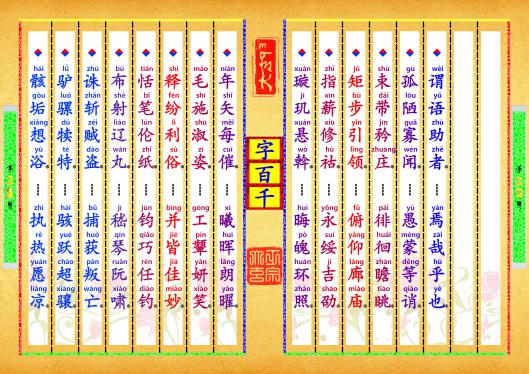 wèi yǔ zhù zhě yān zāi hū yě
谓语助者。……焉哉乎也。
gū lòu guǎ wén yú méng děng qiào
孤陋寡闻。……愚蒙等诮。
shù dài jīn zhuāng pái huái zhān tiào
束带矜庄。……徘徊瞻眺。
jǔ bù yǐn lǐng fǔ yǎng láng miào
矩步引领。……俯仰廊庙。
zhǐ xīn xiū hù yǒng suí jí shào
指薪修祜。……永绥吉劭。
xuán jī xuán wò huì pò huán zhào
璇玑悬斡。……晦魄环照。
字百千
nián shǐ měi cuī xī huī lǎng yào
年矢每催。……曦晖朗曜。
máo shī shū zī gōng pín yán xiào
毛施淑姿。……工颦妍笑。
shì fēn lì sú bìng jiē jiā miào
释纷利俗。……并皆佳妙。
tián bǐ lún zhǐ jūn qiǎo rèn diào
恬笔伦纸。……钧巧任钓。
bù shè liáo wán jī qín ruǎn xiào
布射辽丸。……嵇琴阮啸。
zhū zhǎn zéi dào bǔ huò pàn wáng
诛斩贼盗。……捕获叛亡。
lǘ luó dú tè hài yuè chāo xiāng
驴骡犊特。……骇跃超骧。
hái gòu xiǎng yù zhí rè yuàn liáng
骸垢想浴。……执热愿凉。